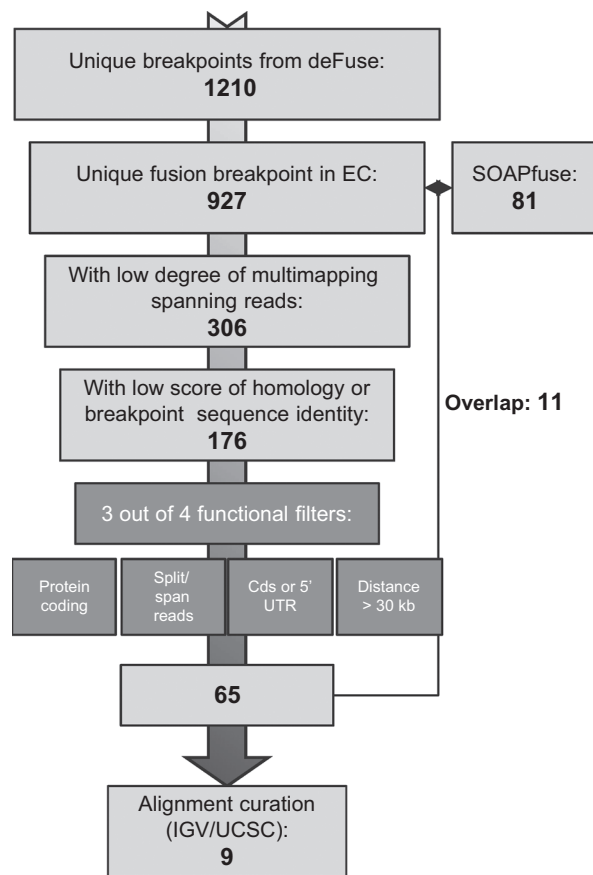 Unique breakpoints from deFuse:
1210
Unique fusion breakpoint in EC:
927
SOAPfuse:
81
With low degree of multimapping
spanning reads:
306
With low score of homology or
breakpoint sequence identity:
176
Overlap: 11
3 out of 4 functional filters:
Protein
coding
Split/
span
reads
Cds or 5'
UTR
Distance
> 30 kb
65
Alignment curation
(IGV/UCSC):
9